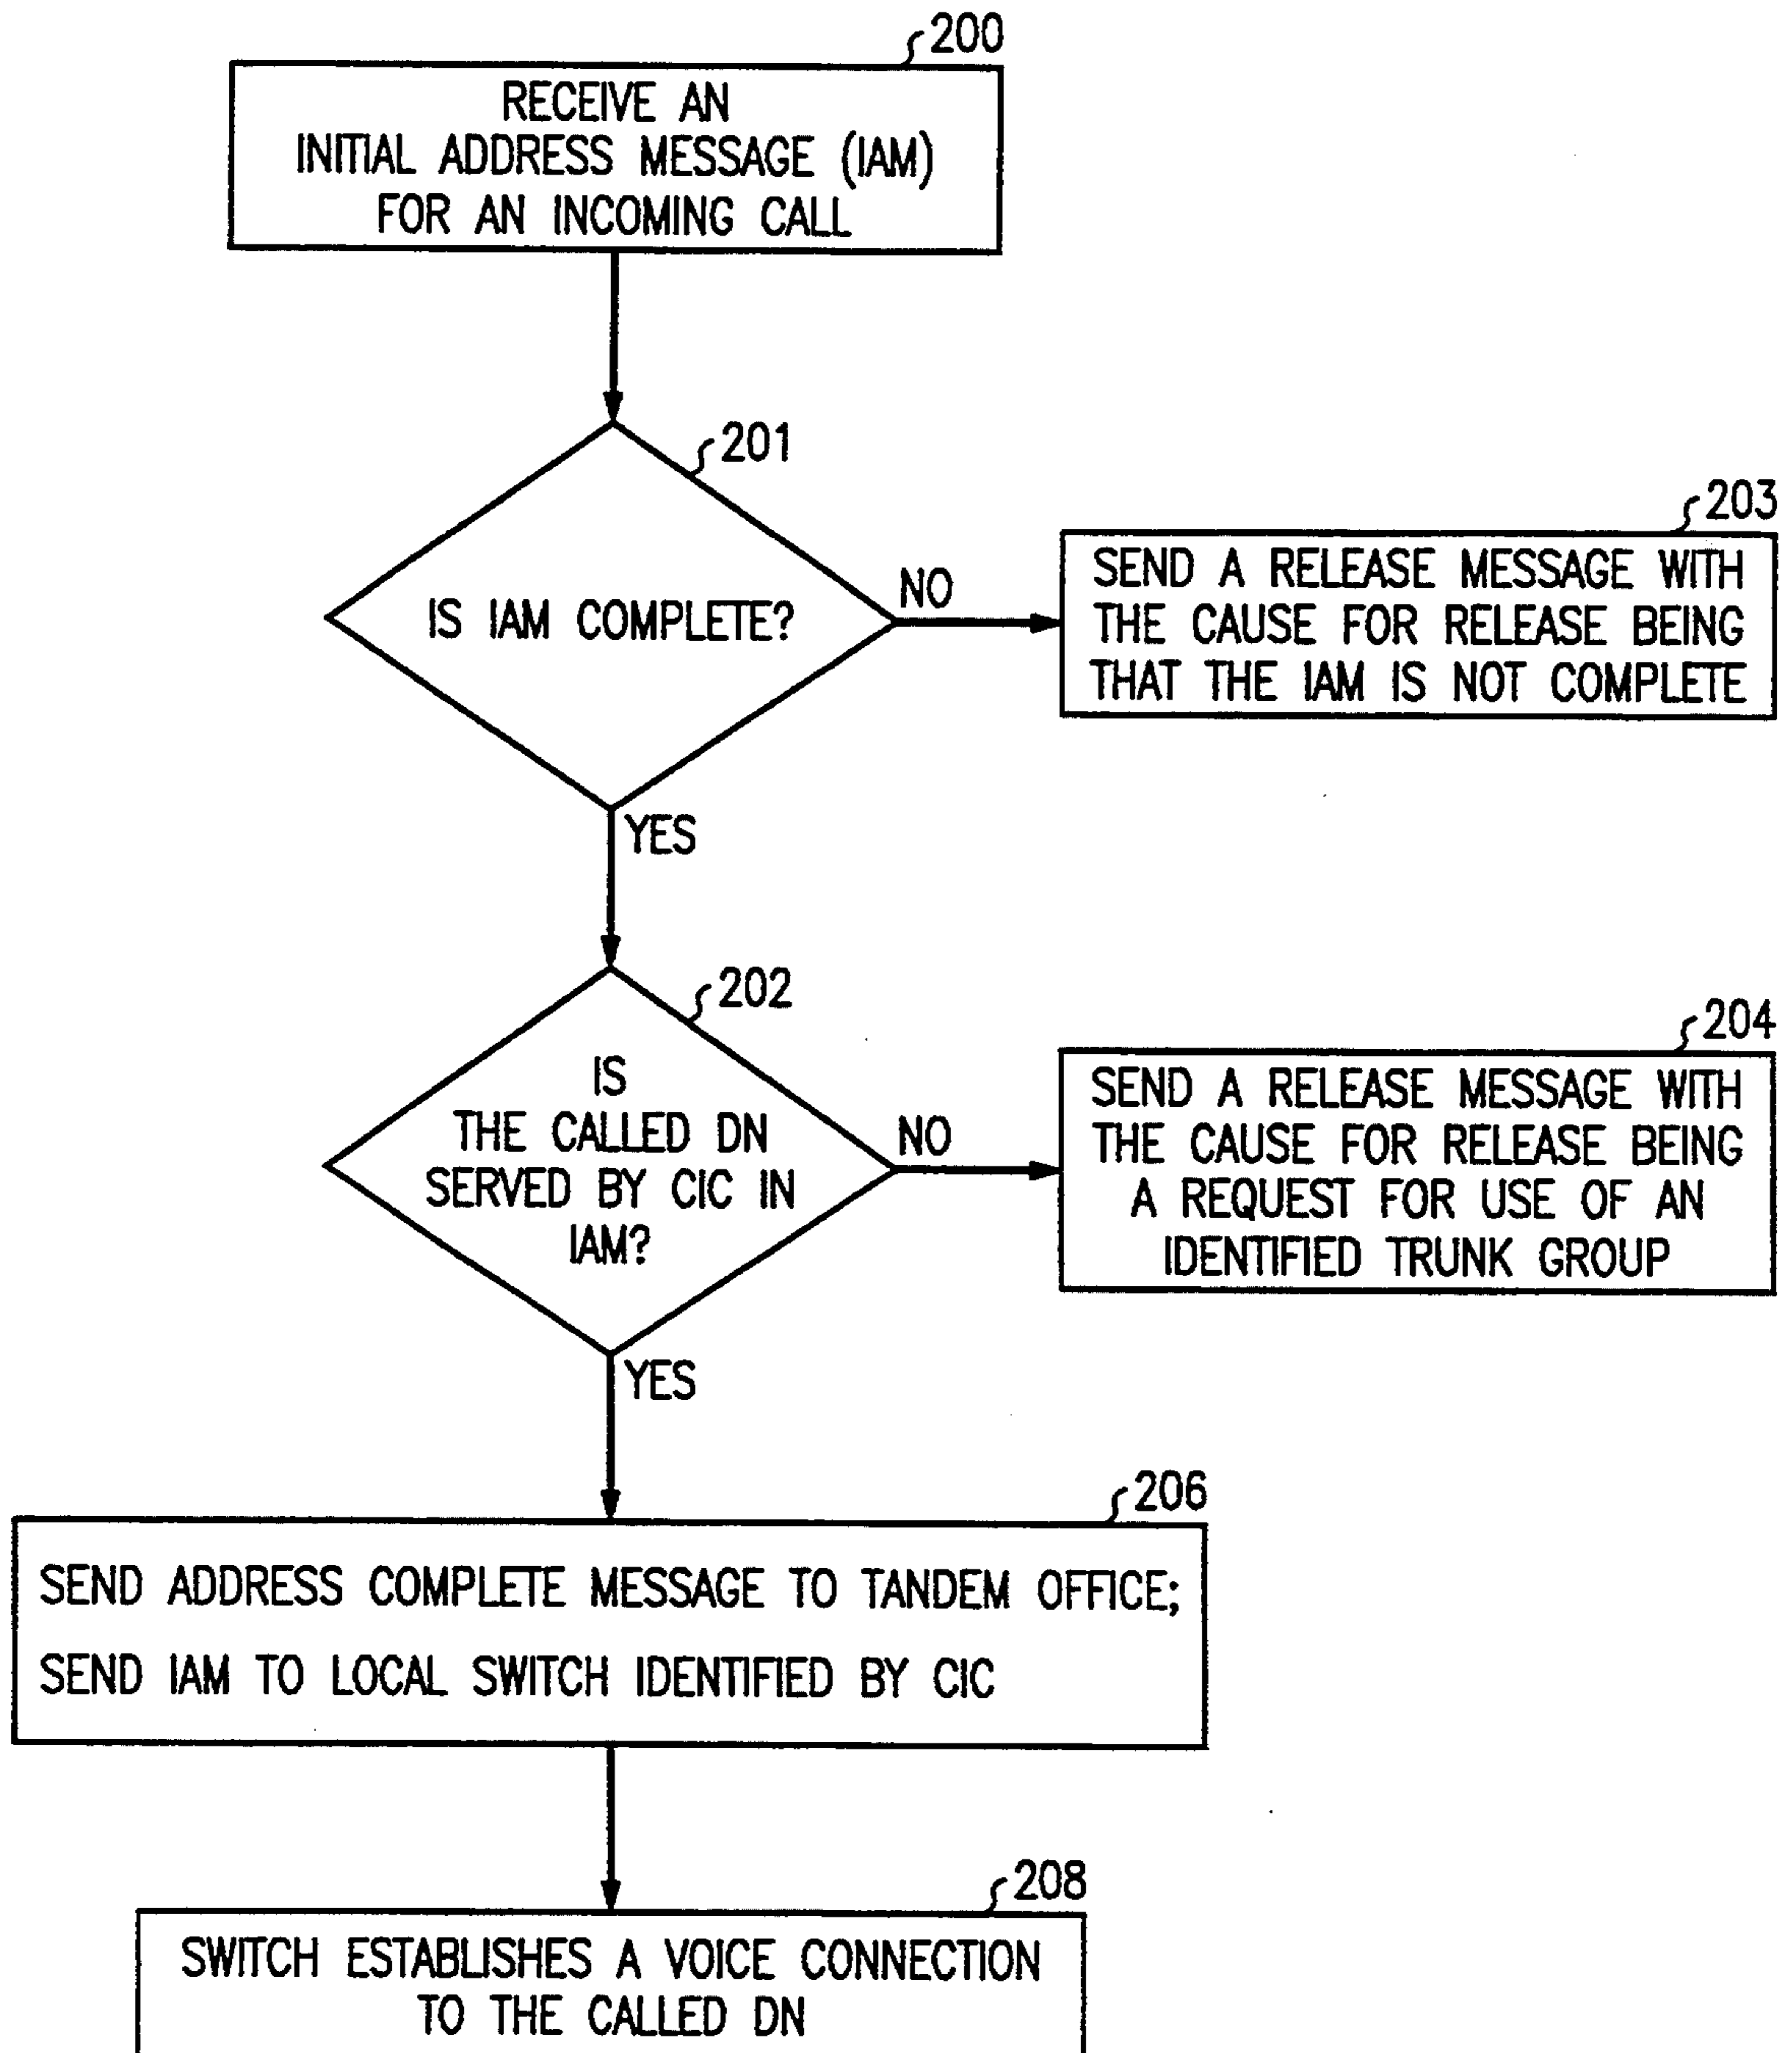 200
RECEIVE AN
INITIAL ADDRESS MESSAGE (IAM)
FOR AN INCOMING CALL
201
IS IAM COMPLETE?
NO
203
SEND A RELEASE MESSAGE WITH
THE CAUSE FOR RELEASE BEING
THAT THE IAM IS NOT COMPLETE
YES
202
IS
THE CALLED DN
SERVED BY CIC IN
IAM?
NO
204
SEND A RELEASE MESSAGE WITH
THE CAUSE FOR RELEASE BEING
A REQUEST FOR USE OF AN
IDENTIFIED TRUNK GROUP
YES
206
SEND ADDRESS COMPLETE MESSAGE TO TANDEM OFFICE;
SEND IAM TO LOCAL SWITCH IDENTIFIED BY CIC
208
SWITCH ESTABLISHES A VOICE CONNECTION
TO THE CALLED DN